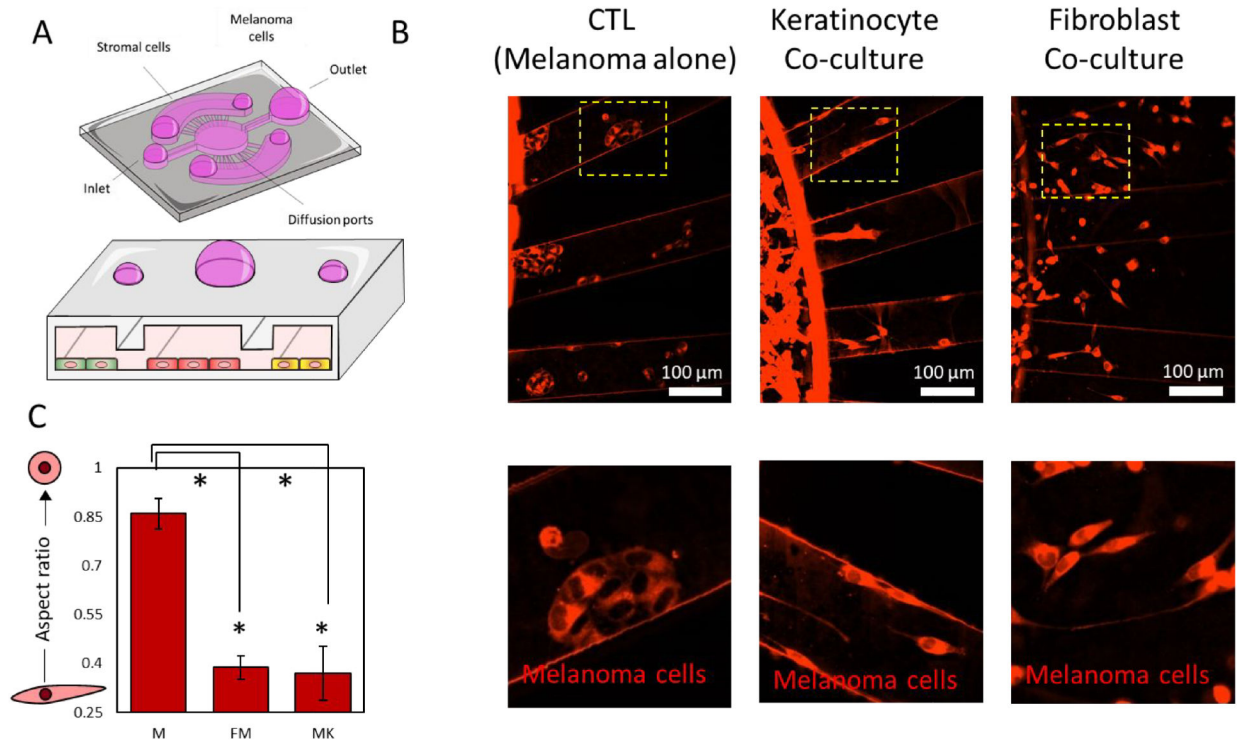 A
Stromal cells
Melanoma
cells
Outlet
Inlet
Diffusion ports
B
CTL
(Melanoma alone)
Keratinocyte
Co-culture
Fibroblast
Co-culture
100 μm
100 μm
100 μm
Melanoma cells
Melanoma cells
Melanoma cells
C
Aspect ratio
1
0.85
0.7
0.55
0.4
0.25
* *
* *
M FM MK